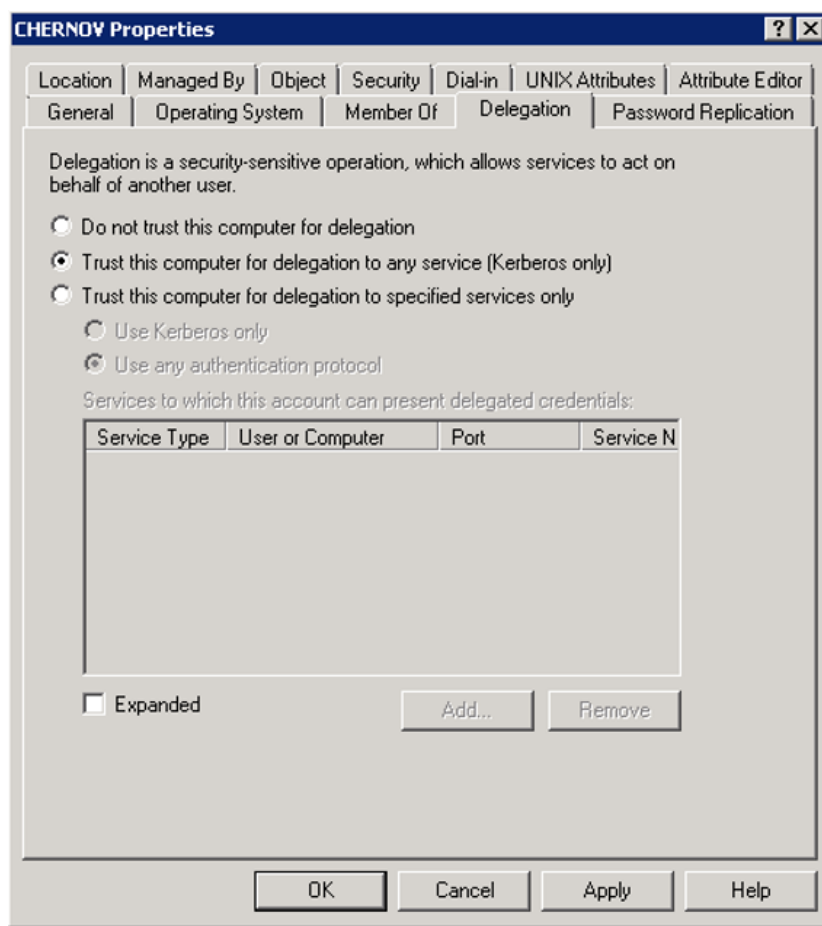 CHERNOV Properties
Location Managed By Object Security Dial-in UNIX Attributes Attribute Editor
General Operating System Member Of Delegation Password Replication
Delegation is a security-sensitive operation, which allows services to act on
behalf of another user.
Do not trust this computer for delegation
Trust this computer for delegation to any service (Kerberos only)
Trust this computer for delegation to specified services only
Use Kerberos only
Use any authentication protocol
Services to which this account can present delegated credentials:
Service Type User or Computer Port Service N
Expanded Add... Remove
OK Cancel Apply Help